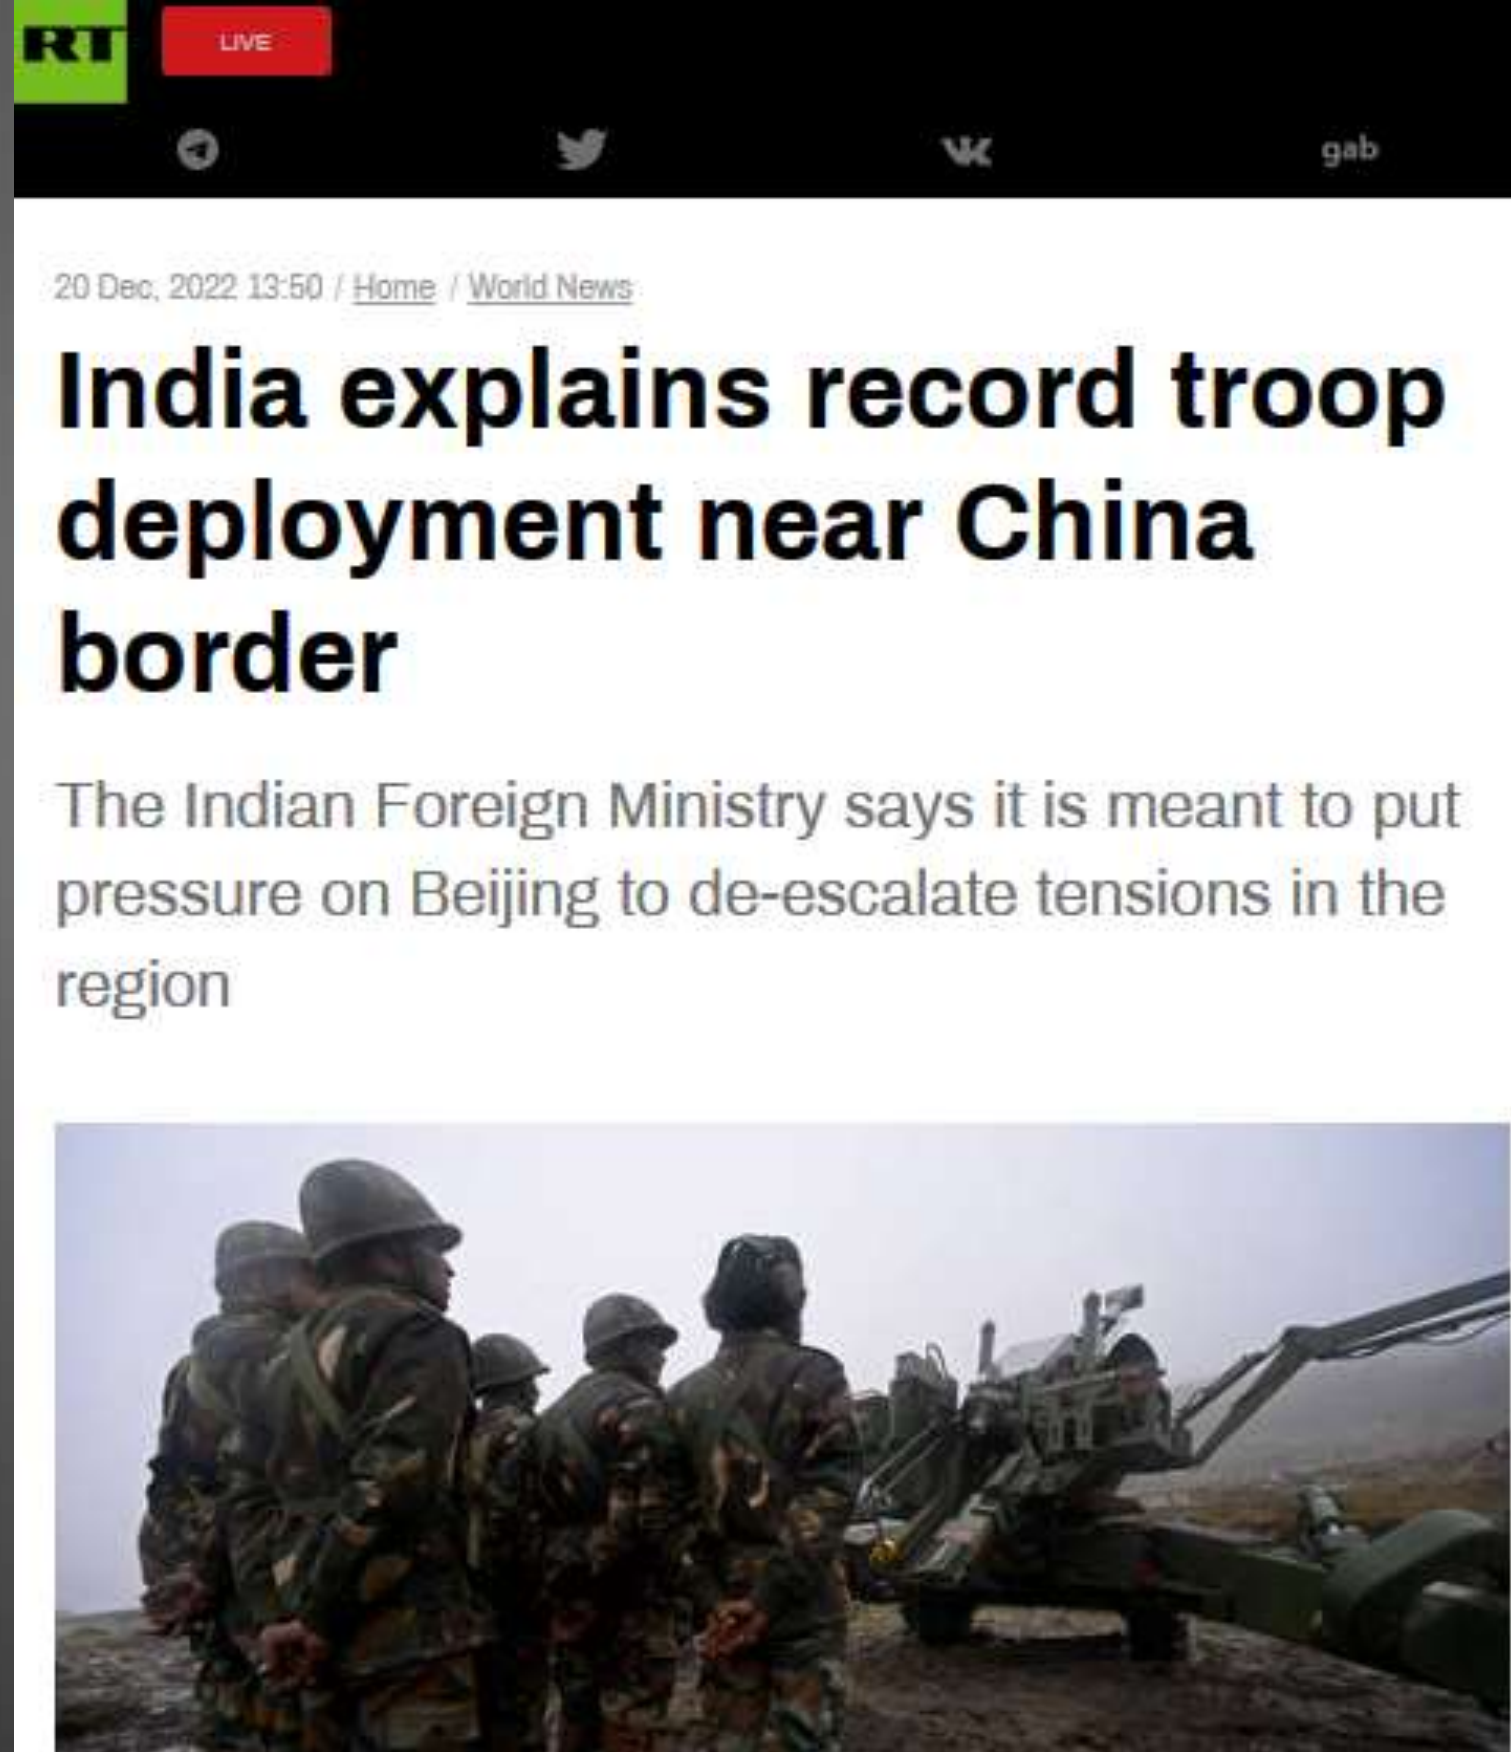 RT
LIVE
gab
20 Dec, 2022 13:50 / Home / World News
India explains record troop
deployment near China
border
The Indian Foreign Ministry says it is meant to put
pressure on Beijing to de-escalate tensions in the
region